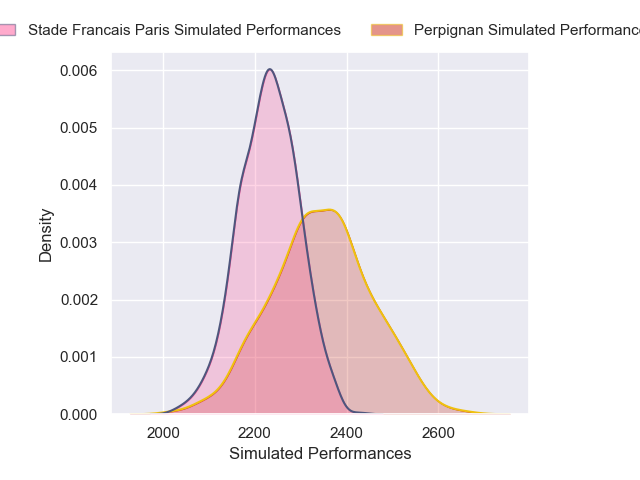 Stade Francais Paris Simulated Performances Perpignan Simulated Performance
0.006
0.005
0.004
0.003
0.002
0.001
0.000
Density
2000 2200 2400 2600
Simulated Performances